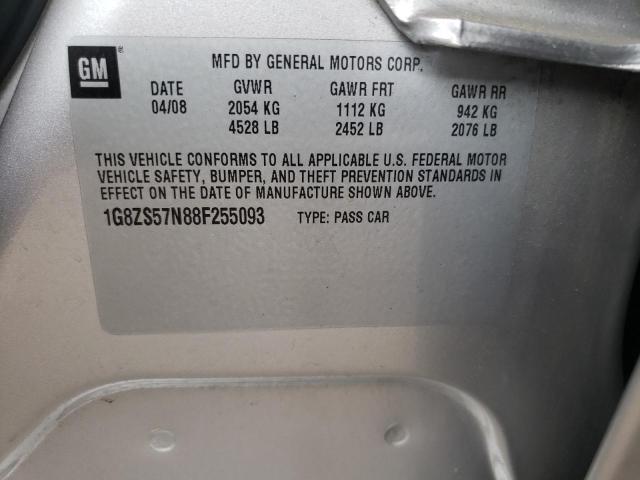 GM
®
MFD BY GENERAL MOTORS CORP.
DATE GVWR GAWR FRT GAWR RR
04/08 2054 KG 1112 KG 942 KG
4528 LB 2452 LB 2076 LB
THIS VEHICLE CONFORMS TO ALL APPLICABLE U.S. FEDERAL MOTOR
VEHICLE SAFETY, BUMPER, AND THEFT PREVENTION STANDARDS IN
EFFECT ON THE DATE OF MANUFACTURE SHOWN ABOVE.
1G8ZS57N88F255093 TYPE: PASS CAR